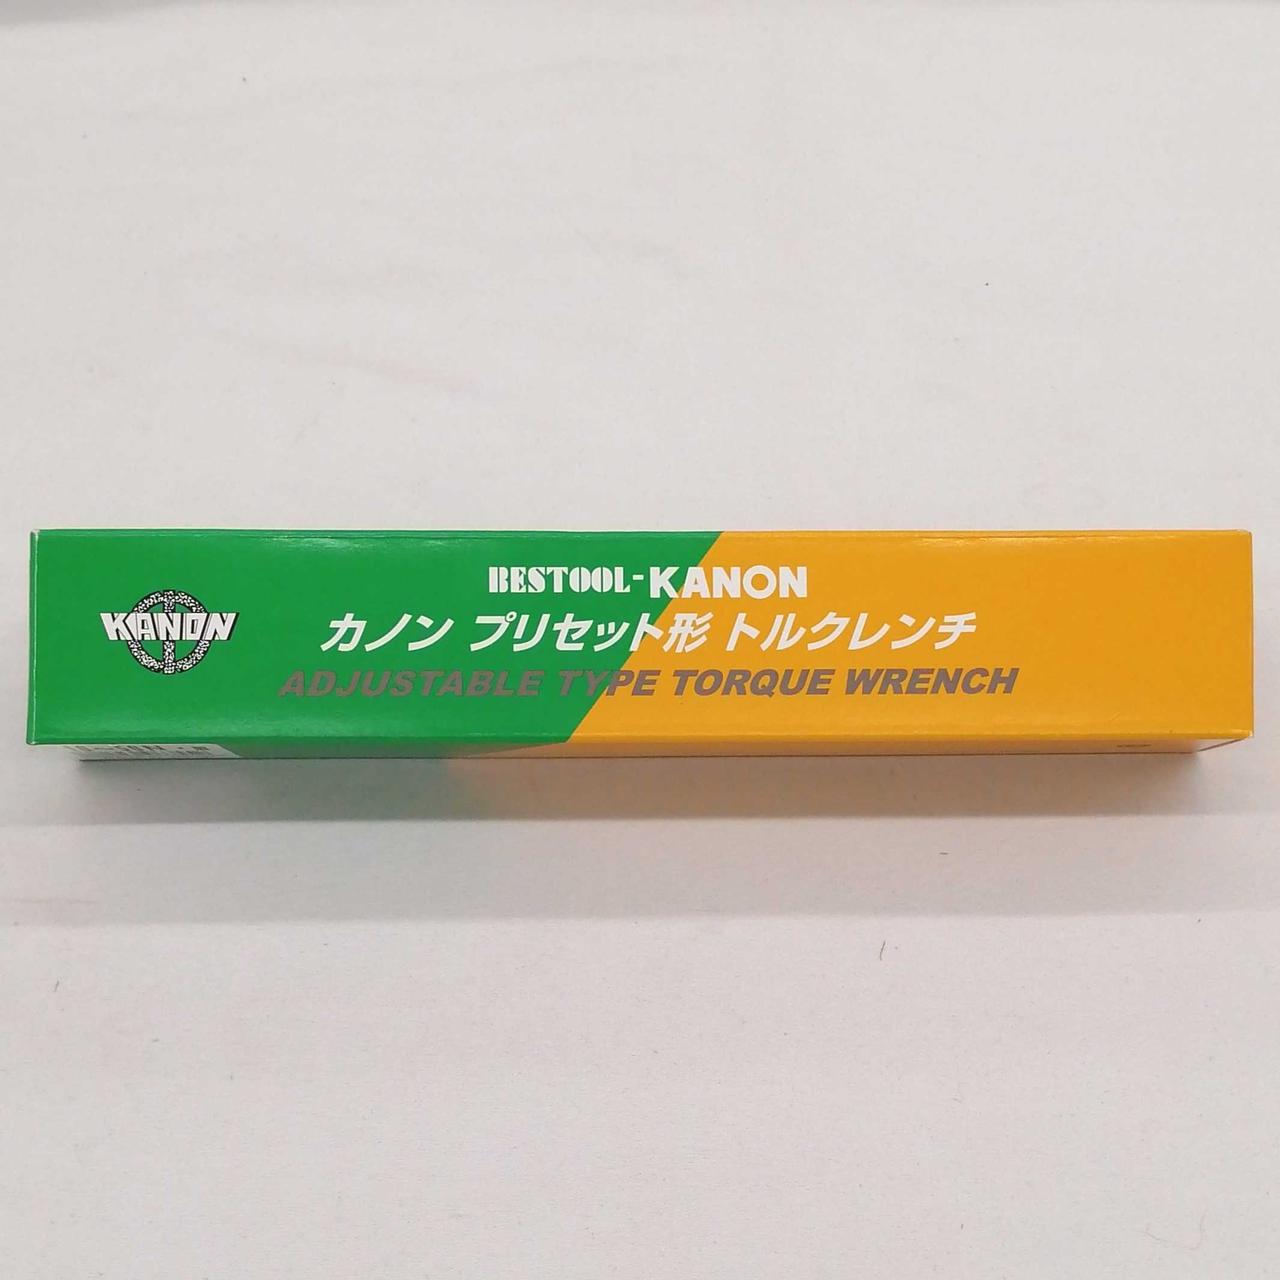 KANON
BESTOOL-KANON
カノン プリセット形 トルクレンチ
ADJUSTABLE TYPE TORQUE WRENCH